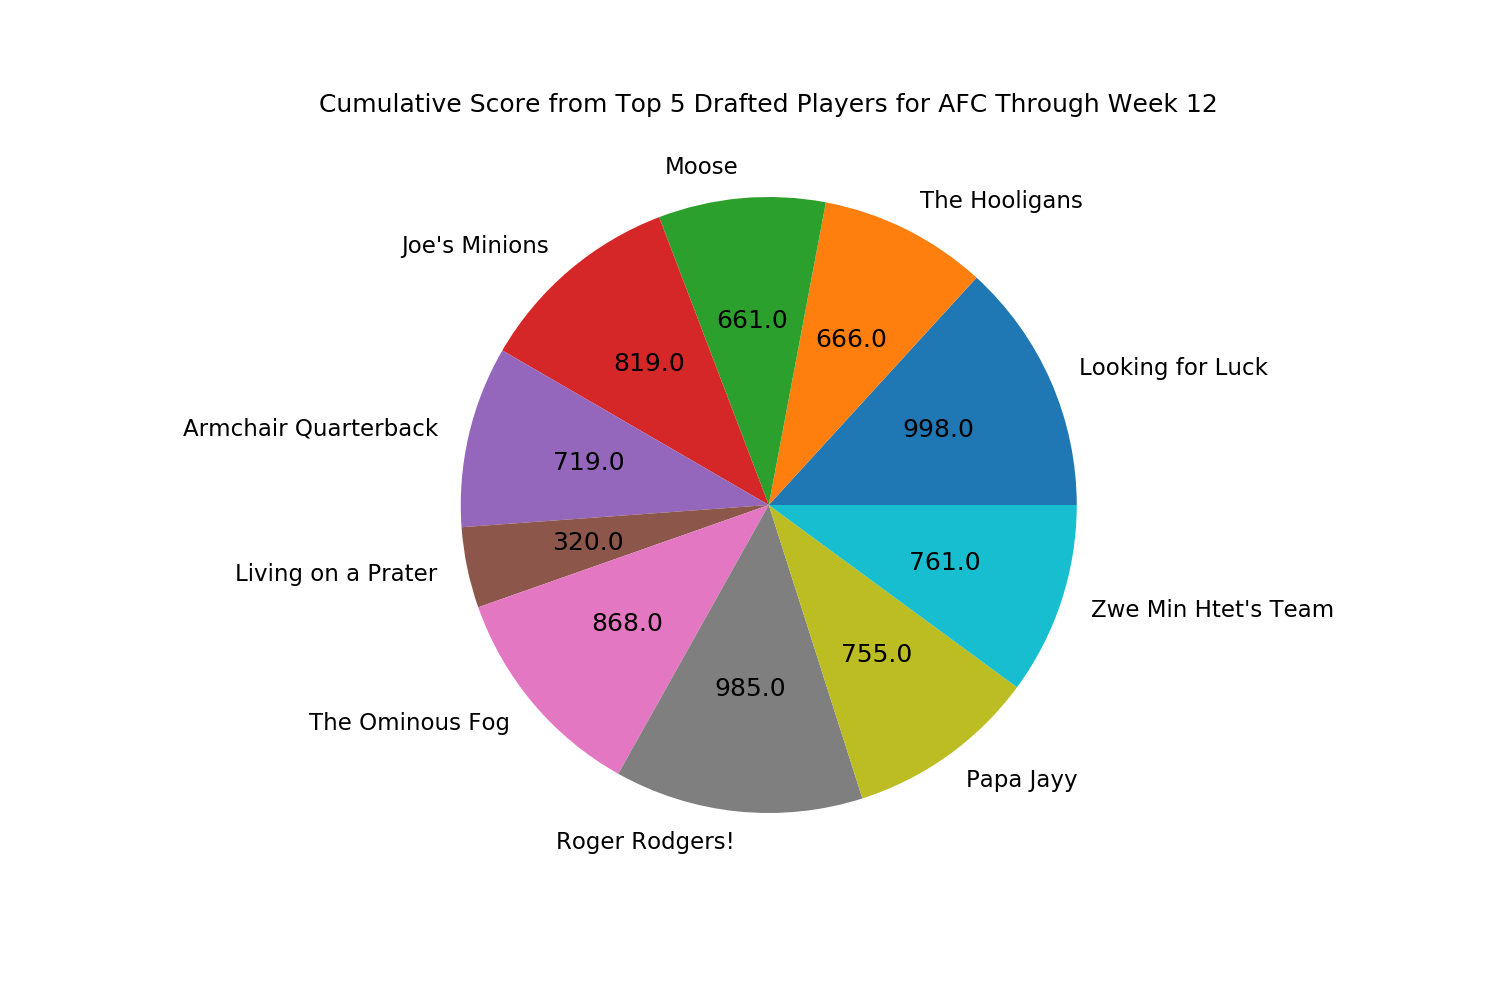 Cumulative Score from Top 5 Drafted Players for AFC Through Week 12
Moose
The Hooligans
Joe's Minions
Looking for Luck
Armchair Quarterback
Living on a Prater
The Ominous Fog
Roger Rodgers!
Papa Jayy
Zwe Min Htet's Team
661.0
666.0
819.0
998.0
719.0
320.0
868.0
985.0
755.0
761.0